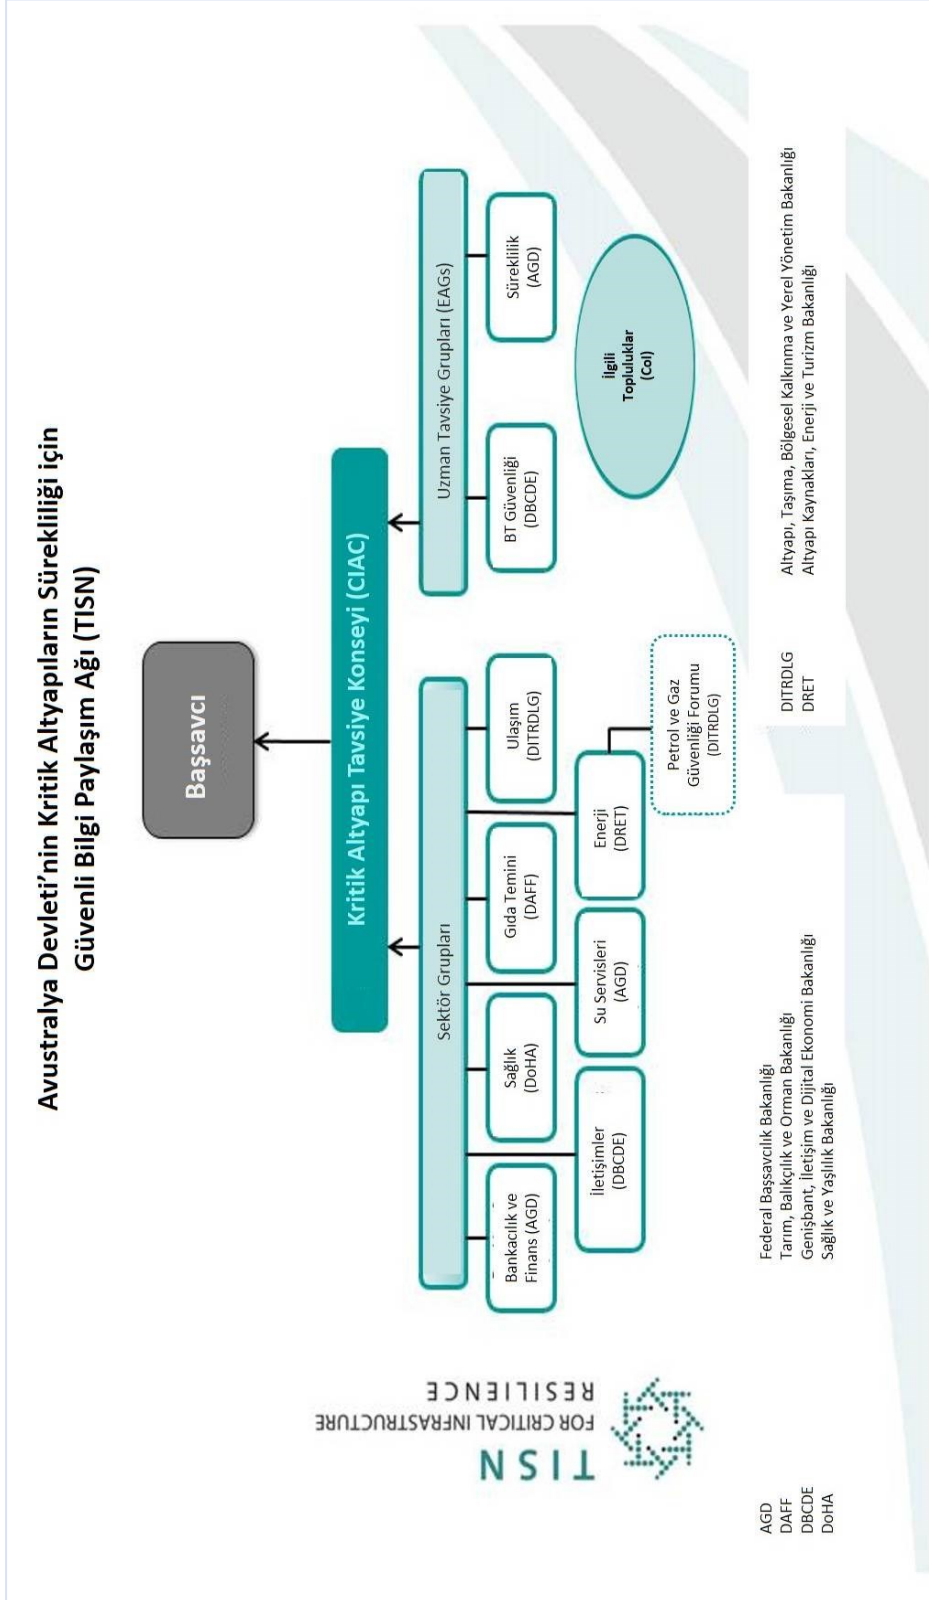 Avustralya Devleti’nin Kritik Altyapıların Sürekliliği için
Güvenli Bilgi Paylaşım Ağı (TISN)
Başsavcı
Kritik Altyapı Tavsiye Konseyi (CIAC)
Sektör Grupları
Uzman Tavsiye Grupları (EAGs)
Bankacılık ve
Finans (AGD)
Sağlık
(DoHA)
Gıda Temini
(DAFF)
Ulaşım
(DITRDLG)
BT Güvenliği
(DBCDE)
Süreklilik
(AGD)
İletişimler
(DBCDE)
Su Servisleri
(AGD)
Enerji
(DRET)
İlgili
Topluluklar
(CoI)
Petrol ve Gaz
Güvenliği Forumu
(DITRDLG)
TISN
FOR CRITICAL INFRASTRUCTURE
RESILIENCE
AGD Federal Başsavcılık Bakanlığı
DAFF Tarım, Balıkçılık ve Orman Bakanlığı
DBCDE Genişbant, İletişim ve Dijital Ekonomi Bakanlığı
DoHA Sağlık ve Yaşlılık Bakanlığı
DITRDLG Altyapı, Taşıma, Bölgesel Kalkınma ve Yerel Yönetim Bakanlığı
DRET Altyapı Kaynakları, Enerji ve Turizm Bakanlığı